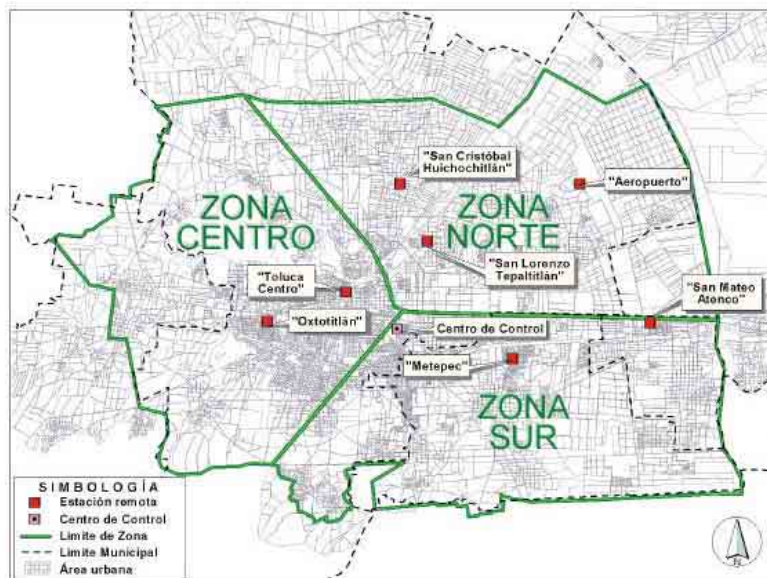 "San Cristóbal
Huichochitlán"
"Aeropuerto"
ZONA
CENTRO
ZONA
NORTE
"San Lorenzo
Tepaltitlán"
"Toluca
Centro"
"San Mateo
Atenco"
"Oxtotitlán"
Centro de Control
"Metepec"
ZONA
SUR
SIMBOLOGÍA
Estación remota
Centro de Control
Límite de Zona
Límite Municipal
Área urbana
N